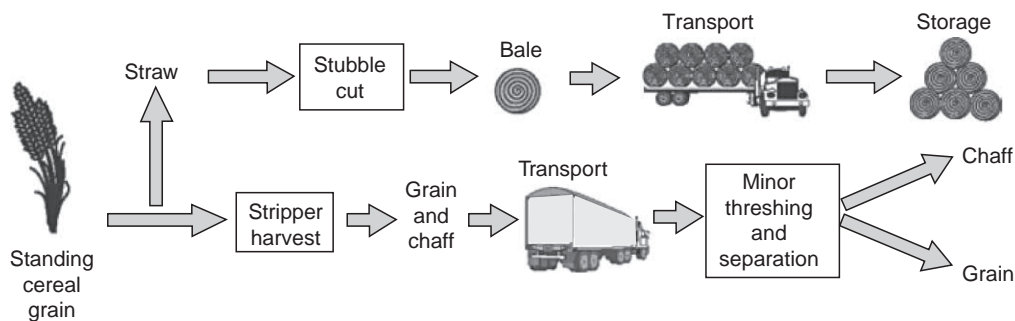 Straw
Stubble
cut
Bale
Transport
Storage
Standing
cereal
grain
Stripper
harvest
Grain
and
chaff
Transport
Minor
threshing
and
separation
Chaff
Grain